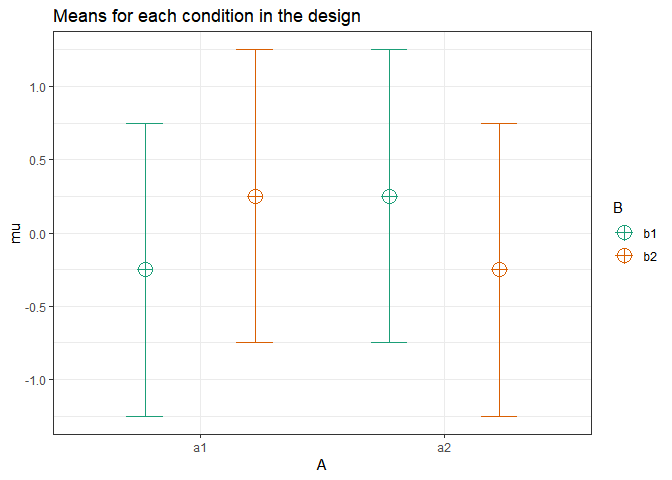 Means for each condition in the design
1.0
0.5
0.0
-0.5
-1.0
mu
a1 a2
A
B
b1
b2